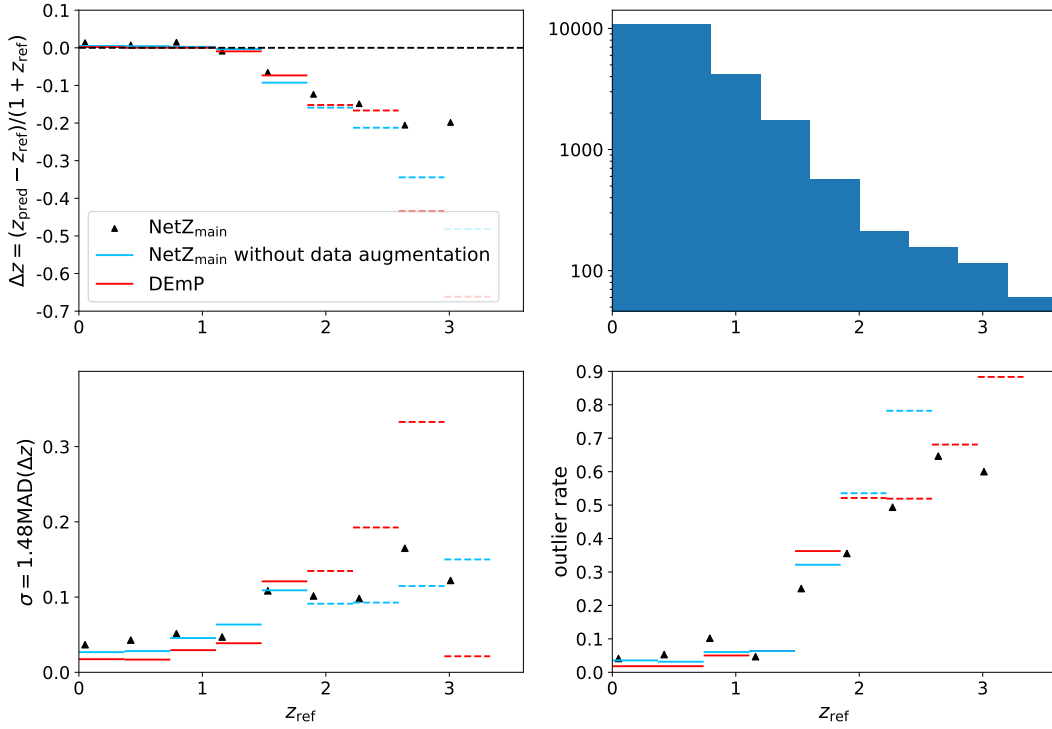 0.1
0.0
-0.1
-0.2
-0.3
-0.4
-0.5
-0.6
-0.7
Δz = (z_pred − z_ref)/(1 + z_ref)
NetZ_main
NetZ_main without data augmentation
DEmP
0 1 2 3
10000
1000
100
0 1 2 3
0.3
0.2
0.1
0.0
σ = 1.48MAD(Δz)
0 1 2 3
z_ref
0.9
0.8
0.7
0.6
0.5
0.4
0.3
0.2
0.1
0.0
outlier rate
0 1 2 3
z_ref